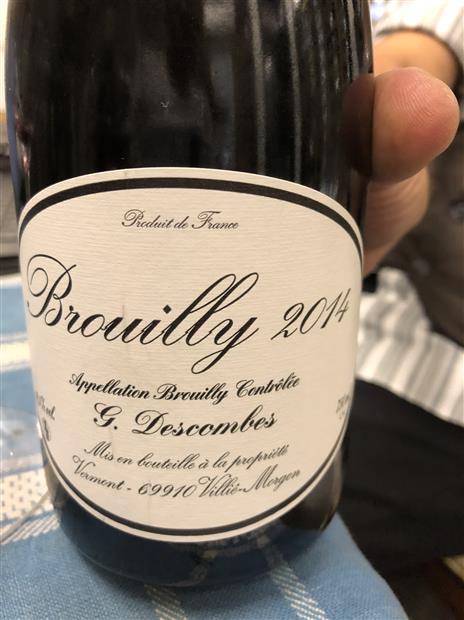 Produit de France
Brouilly 2014
Appellation Brouilly Contrôlée
G. Descombes
Mis en bouteille à la propriété
Vermont - 69910 Villié-Morgon